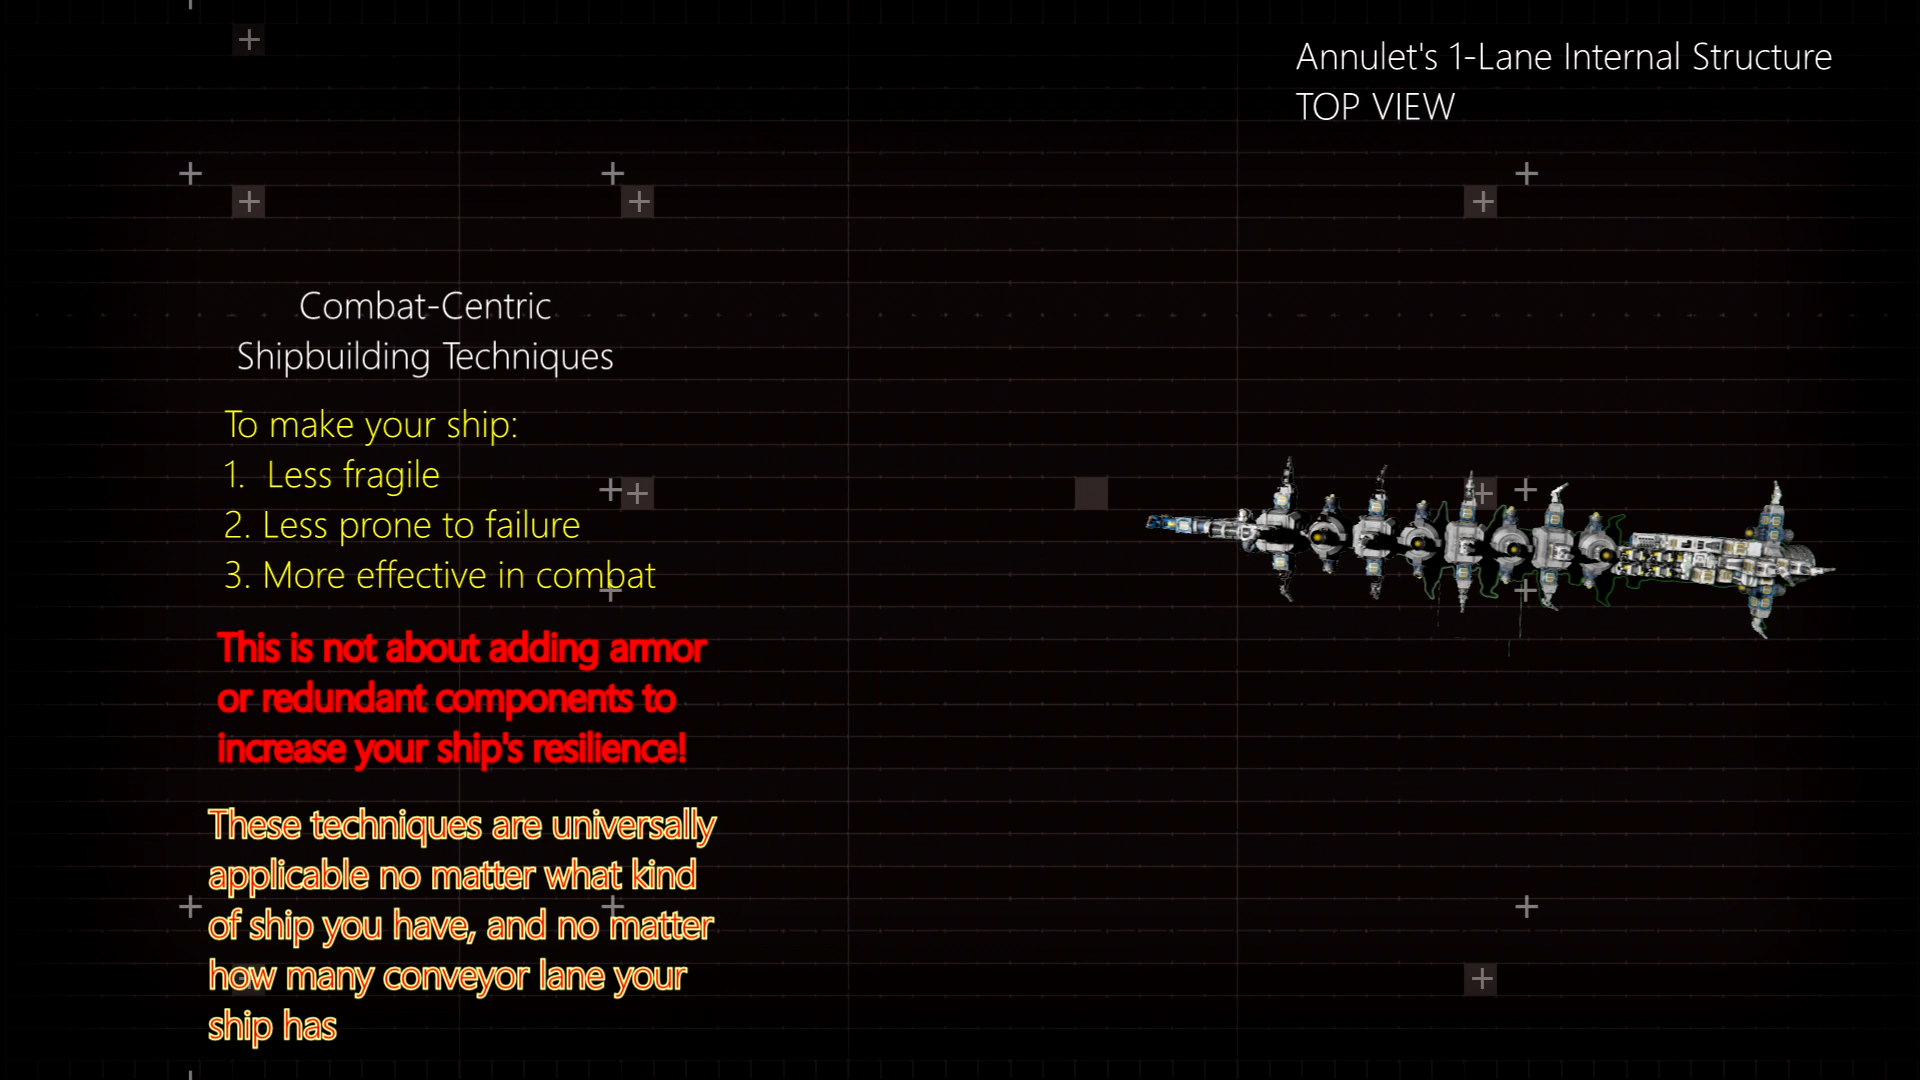 Annulet's 1-Lane Internal Structure
TOP VIEW
Combat-Centric
Shipbuilding Techniques
To make your ship:
1. Less fragile
2. Less prone to failure
3. More effective in combat
This is not about adding armor
or redundant components to
increase your ship's resilience!
These techniques are universally
applicable no matter what kind
of ship you have, and no matter
how many conveyor lane your
ship has